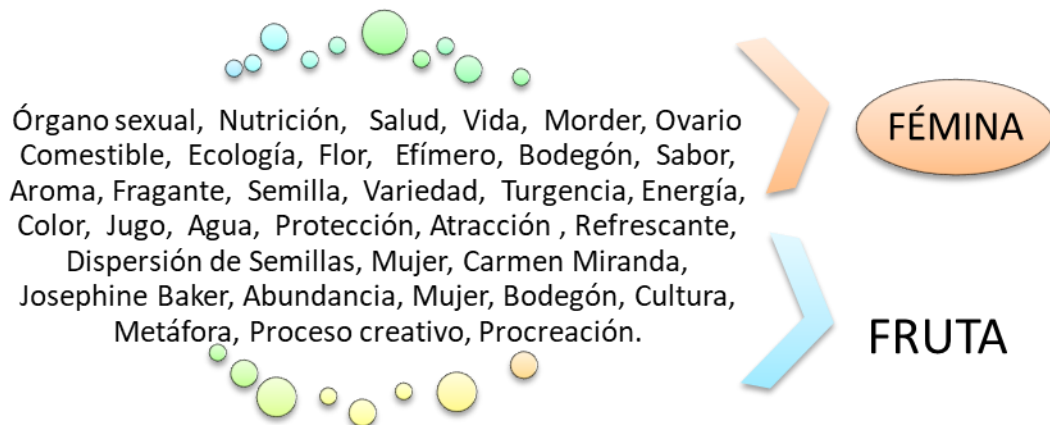 Órgano sexual, Nutrición, Salud, Vida, Morder, Ovario
Comestible, Ecología, Flor, Efímero, Bodegón, Sabor,
Aroma, Fragante, Semilla, Variedad, Turgencia, Energía,
Color, Jugo, Agua, Protección, Atracción , Refrescante,
Dispersión de Semillas, Mujer, Carmen Miranda,
Josephine Baker, Abundancia, Mujer, Bodegón, Cultura,
Metáfora, Proceso creativo, Procreación.
FÉMINA
FRUTA